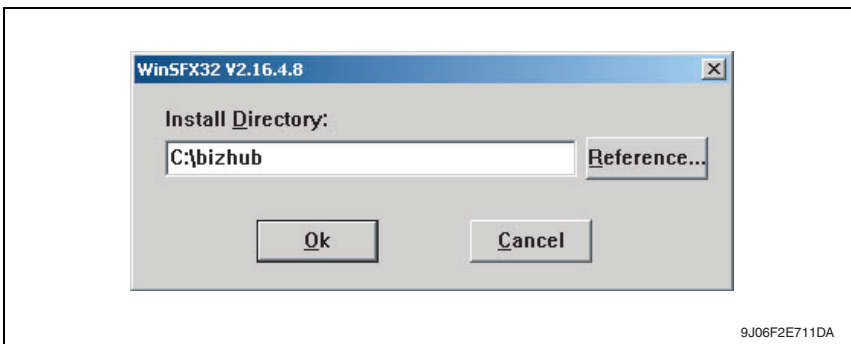 WinSFX32 V2.16.4.8
Install Directory:
C:\bizhub
Reference...
Ok
Cancel
9J06F2E711DA